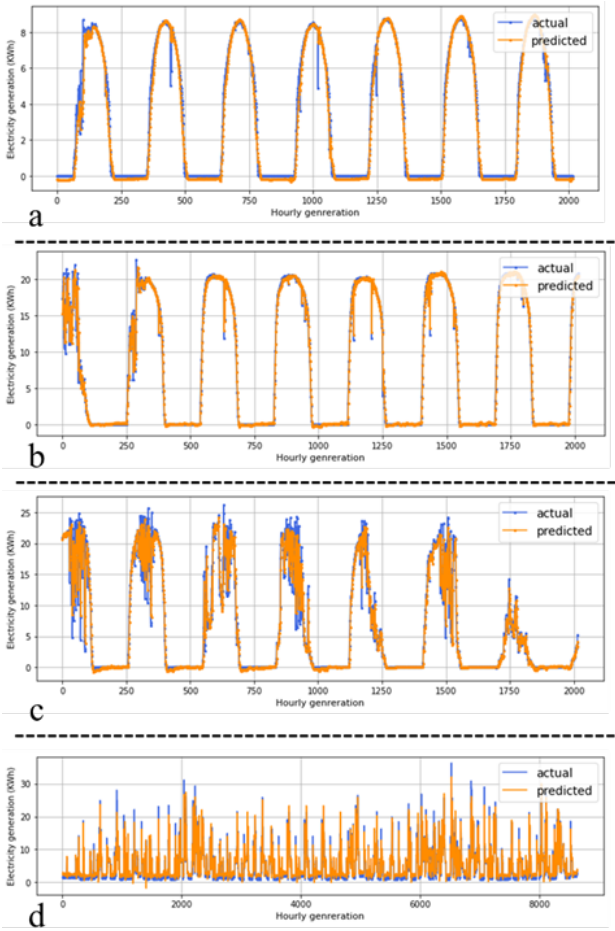 8
6
4
2
0
Electricity generation (KWh)
actual
predicted
0 250 500 750 1000 1250 1500 1750 2000
Hourly genreration
a
20
15
10
5
0
Electricity generation (KWh)
actual
predicted
0 250 500 750 1000 1250 1500 1750 2000
Hourly genreration
b
25
20
15
10
5
0
Electricity generation (KWh)
actual
predicted
0 250 500 750 1000 1250 1500 1750 2000
Hourly genreration
c
30
20
10
0
Electricity generation (KWh)
actual
predicted
0 2000 4000 6000 8000
Hourly genreration
d